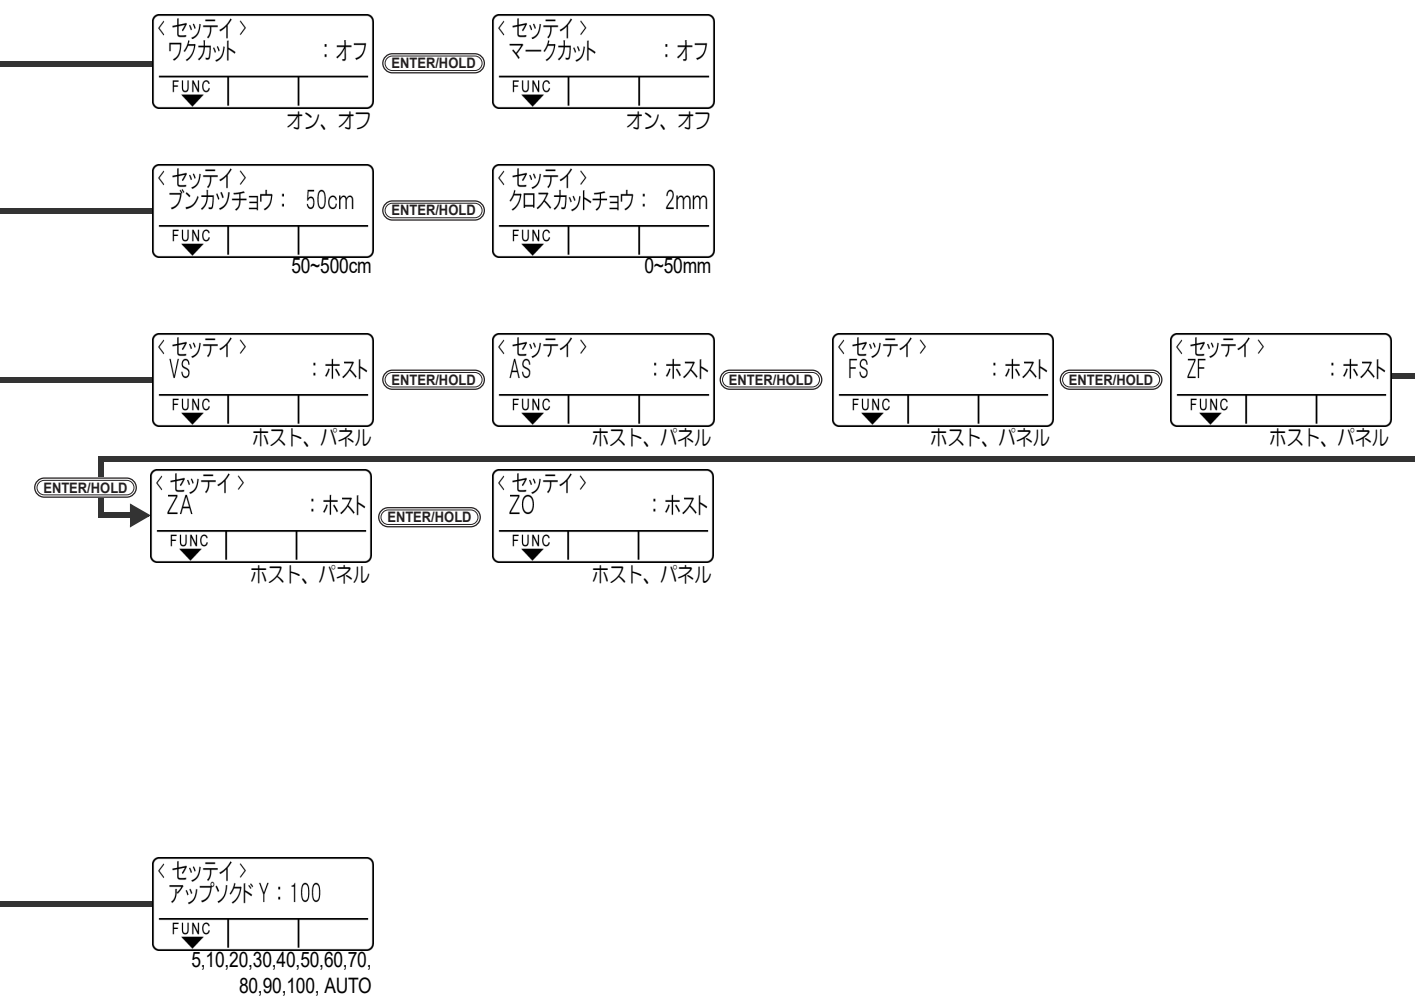 〈 セッテイ 〉
ワクカット : オフ
FUNC
オン、オフ
ENTER/HOLD
〈 セッテイ 〉
マークカット : オフ
FUNC
オン、オフ
〈 セッテイ 〉
ブンカツチョウ : 50cm
FUNC
50~500cm
ENTER/HOLD
〈 セッテイ 〉
クロスカットチョウ : 2mm
FUNC
0~50mm
〈 セッテイ 〉
VS : ホスト
FUNC
ホスト、パネル
ENTER/HOLD
〈 セッテイ 〉
AS : ホスト
FUNC
ホスト、パネル
ENTER/HOLD
〈 セッテイ 〉
FS : ホスト
FUNC
ホスト、パネル
ENTER/HOLD
〈 セッテイ 〉
ZF : ホスト
FUNC
ホスト、パネル
ENTER/HOLD
〈 セッテイ 〉
ZA : ホスト
FUNC
ホスト、パネル
ENTER/HOLD
〈 セッテイ 〉
ZO : ホスト
FUNC
ホスト、パネル
〈 セッテイ 〉
アップソクド Y : 100
FUNC
5,10,20,30,40,50,60,70,
80,90,100, AUTO